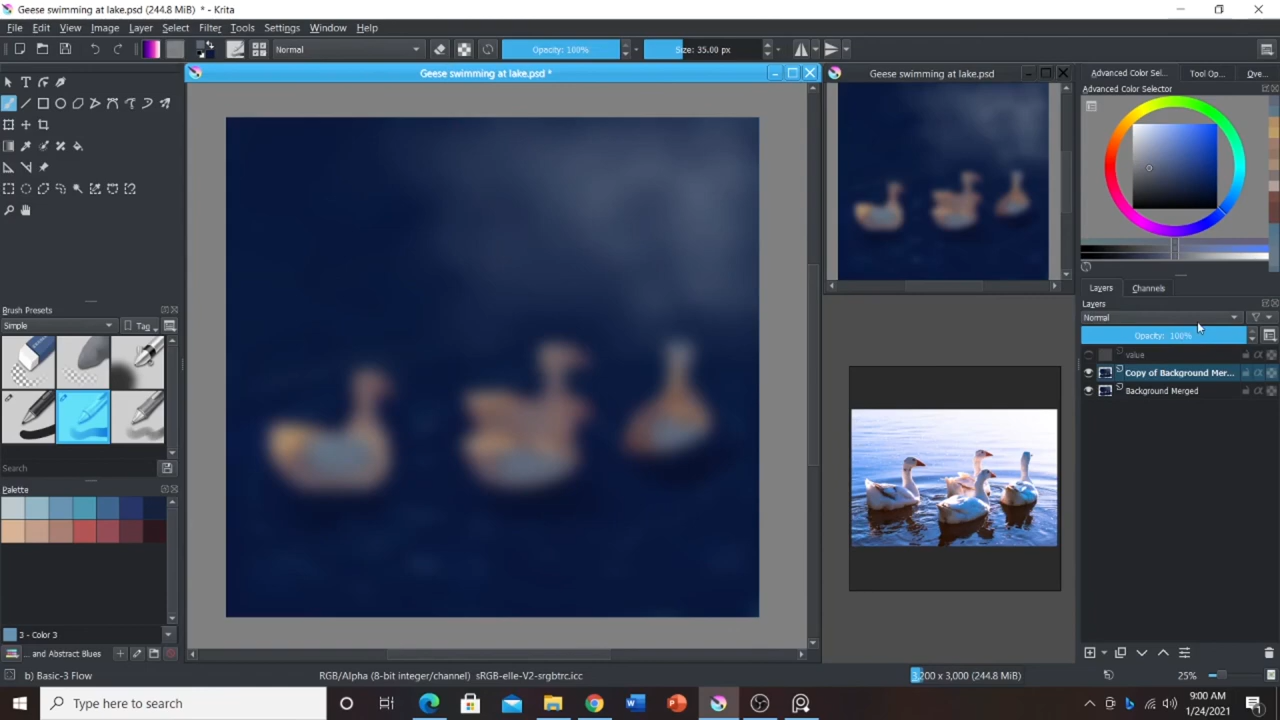 Geese swimming at lake.psd (244.8 MiB)  * - Krita
File Edit View Image Layer Select Filter Tools Settings Window Help
Normal
Opacity: 100%
Size: 35.00 px
Geese swimming at lake.psd *
Geese swimming at lake.psd
Advanced Color Sel...
Tool Op...
Ove...
Advanced Color Selector
Layers
Channels
Layers
Normal
Opacity: 100%
value
Copy of Background Mer...
Background Merged
Brush Presets
Simple
Tag
Search
Palette
3 - Color 3
... and Abstract Blues
b) Basic-3 Flow
RGB/Alpha (8-bit integer/channel)  sRGB-elle-V2-srgbtrc.icc
3,200 x 3,000 (244.8 MiB)
25%
Type here to search
9:00 AM
1/24/2021